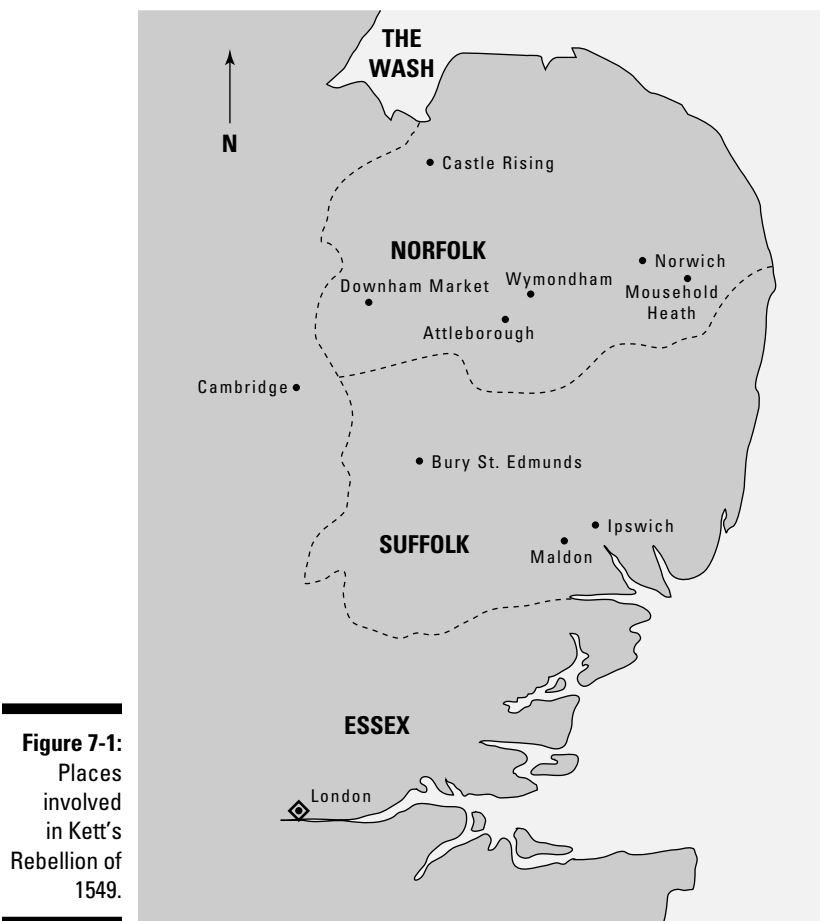 THE
WASH
N
Castle Rising
NORFOLK
Norwich
Downham Market
Wymondham
Mousehold
Heath
Attleborough
Cambridge
Bury St. Edmunds
Ipswich
SUFFOLK
Maldon
ESSEX
London
Figure 7-1:
Places
involved
in Kett’s
Rebellion of
1549.